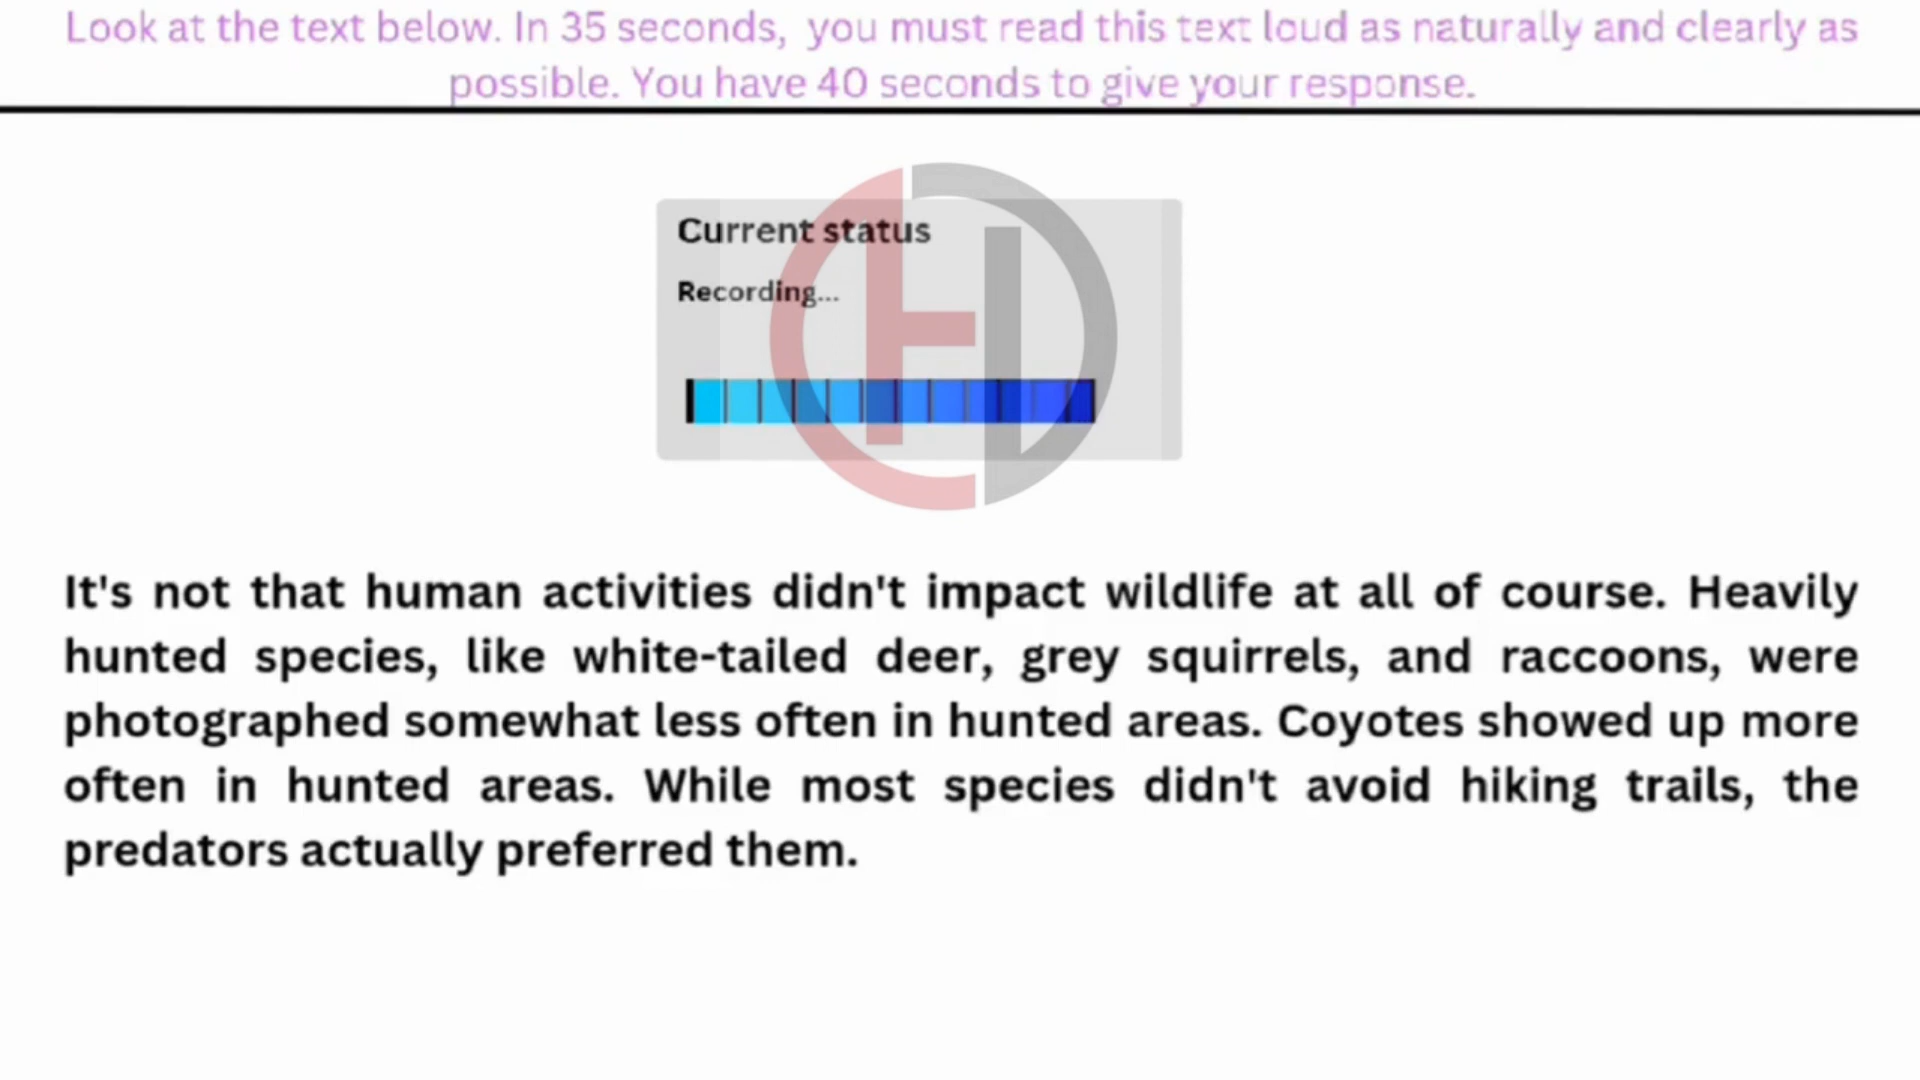 Look at the text below. In 35 seconds, you must read this text loud as naturally and clearly as
possible. You have 40 seconds to give your response.
Current status
Recording...
It's not that human activities didn't impact wildlife at all of course. Heavily
hunted species, like white-tailed deer, grey squirrels, and raccoons, were
photographed somewhat less often in hunted areas. Coyotes showed up more
often in hunted areas. While most species didn't avoid hiking trails, the
predators actually preferred them.